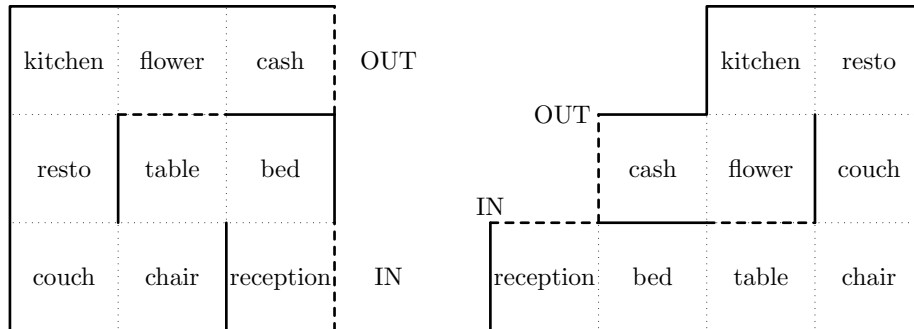 kitchen flower cash OUT
resto table bed
couch chair reception IN
kitchen resto
OUT
cash flower couch
IN
reception bed table chair